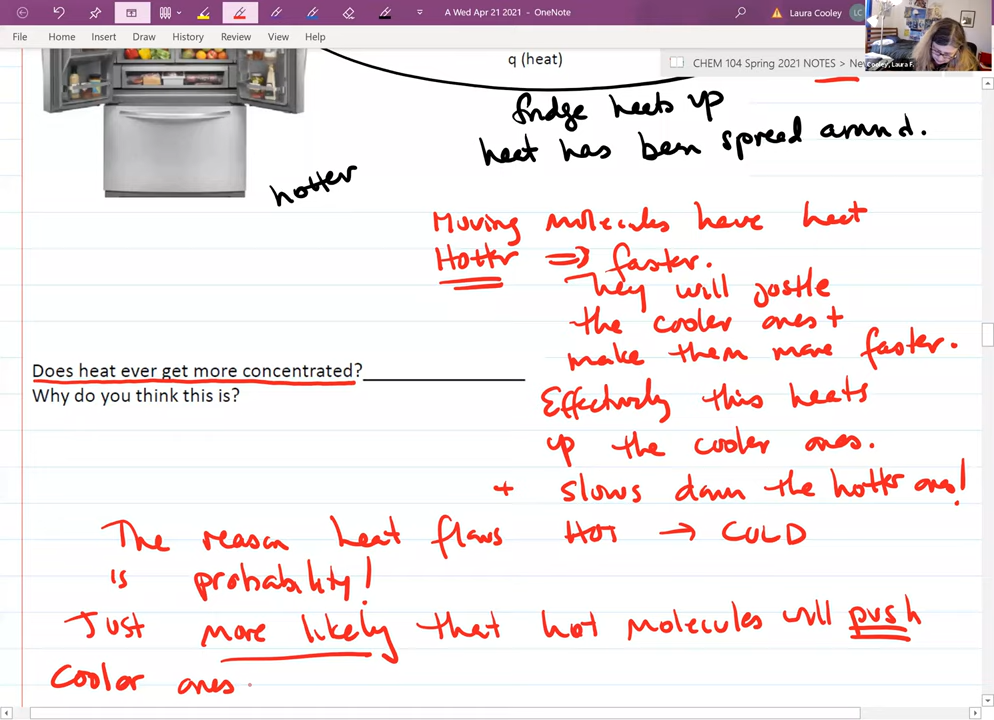 A Wed Apr 21 2021 - OneNote
Laura Cooley
LC
File Home Insert Draw History Review View Help
CHEM 104 Spring 2021 NOTES > Ne
Cooley, Laura F.
q (heat)
fridge heats up
heat has been spread around.
hotter
Moving molecules have heat
Hotter => faster.
They will jostle
the cooler ones +
make them move faster.
Does heat ever get more concentrated?
Why do you think this is?
Effectively this heats
up the cooler ones.
+ slows down the hotter ones!
The reason heat flows HOT → COLD
is probability!
Just more likely that hot molecules will push
cooler ones